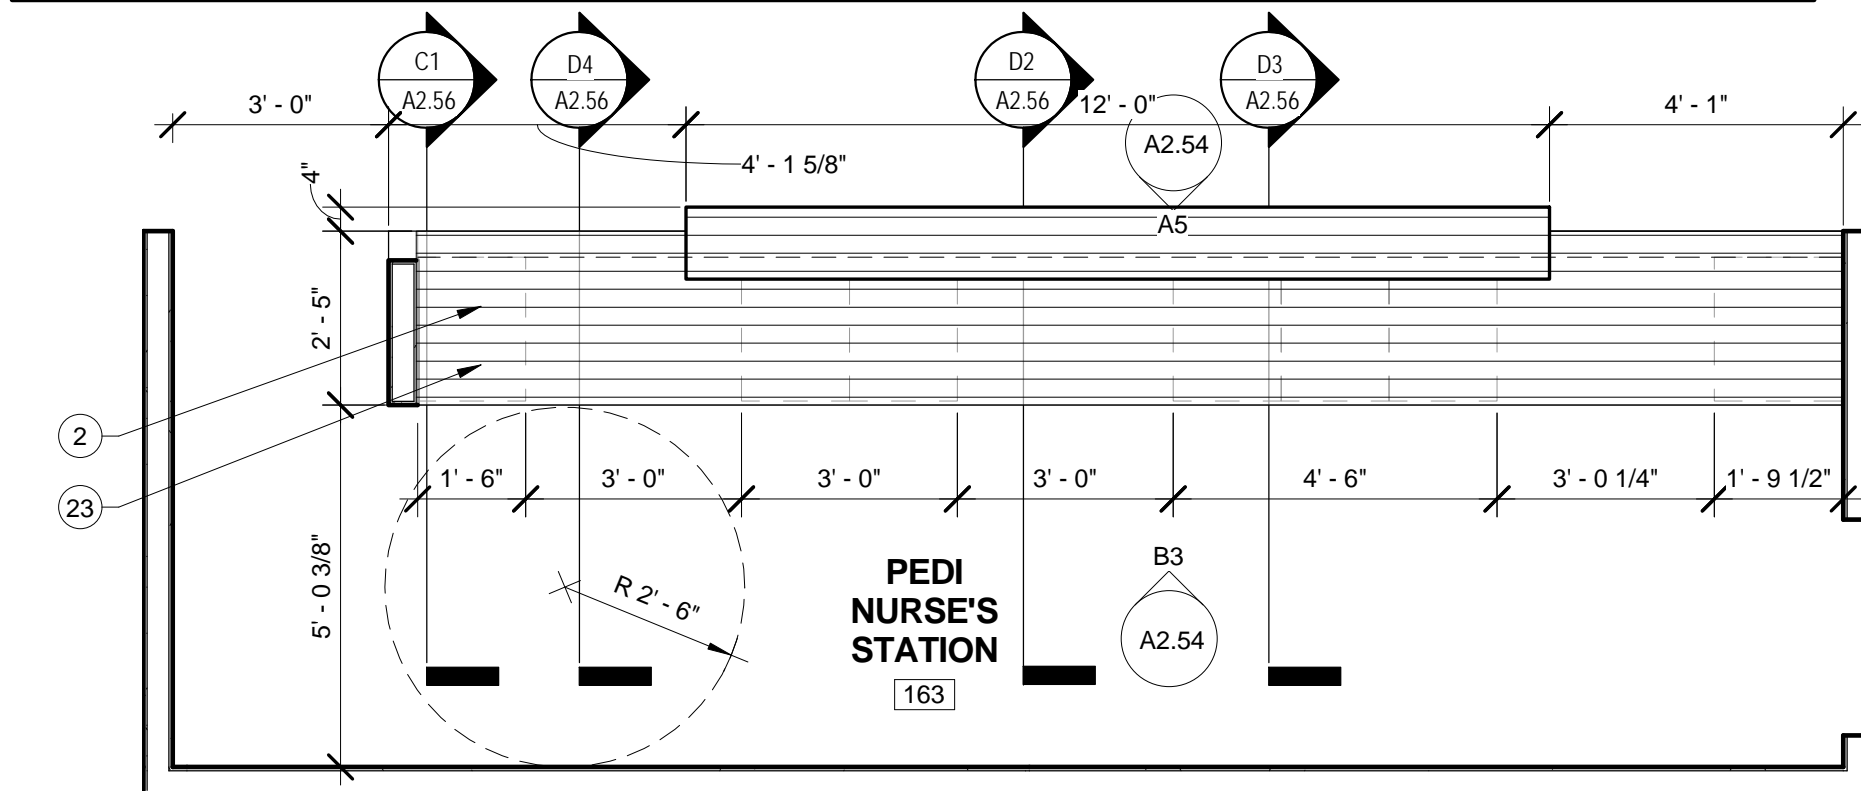 C1
A2.56
D4
A2.56
D2
A2.56
D3
A2.56
3' - 0"
12' - 0"
4' - 1"
A2.54
A5
4' - 1 5/8"
4"
2' - 5"
2
23
1' - 6"
3' - 0"
3' - 0"
3' - 0"
4' - 6"
3' - 0 1/4"
1' - 9 1/2"
5' - 0 3/8"
R 2' - 6"
PEDI
NURSE'S
STATION
163
B3
A2.54